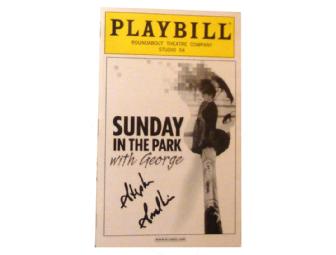 PLAYBILL
ROUNDABOUT THEATRE COMPANY
STUDIO 54
SUNDAY
IN THE PARK
with George